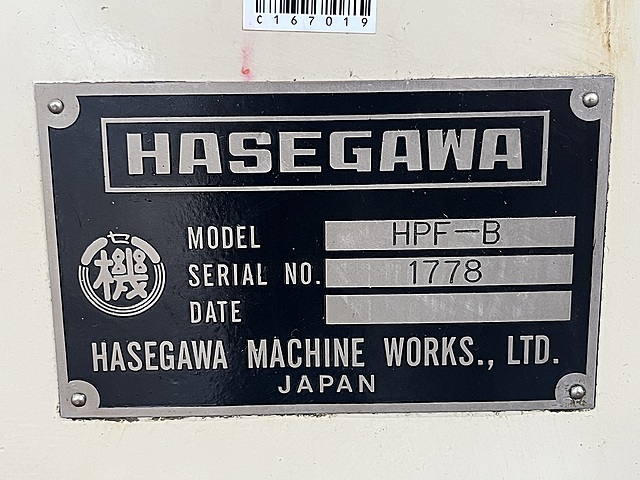 C167019
HASEGAWA
MODEL HPF-B
SERIAL NO. 1778
DATE
機
HASEGAWA MACHINE WORKS., LTD.
JAPAN